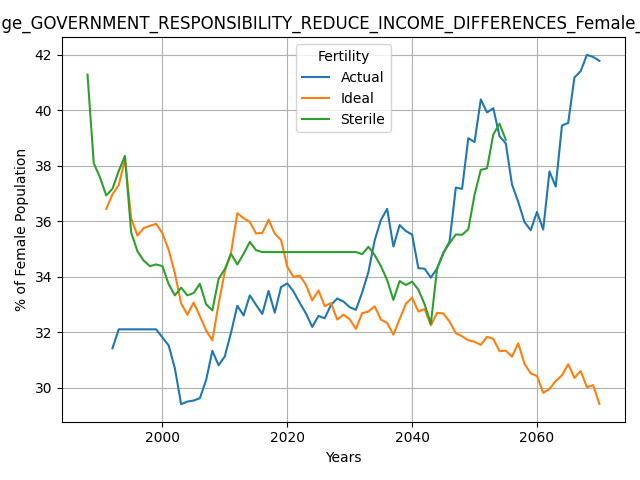 ge_GOVERNMENT_RESPONSIBILITY_REDUCE_INCOME_DIFFERENCES_Female_
Fertility
Actual
Ideal
Sterile
% of Female Population
42
40
38
36
34
32
30
2000
2020
2040
2060
Years